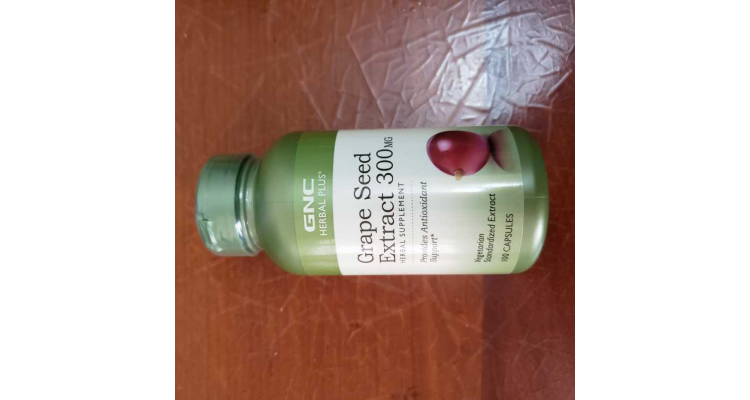 GNC
HERBAL PLUS®
Grape Seed
Extract 300MG
HERBAL SUPPLEMENT
Provides Antioxidant
Support*
Vegetarian
Standardized Extract
100 CAPSULES